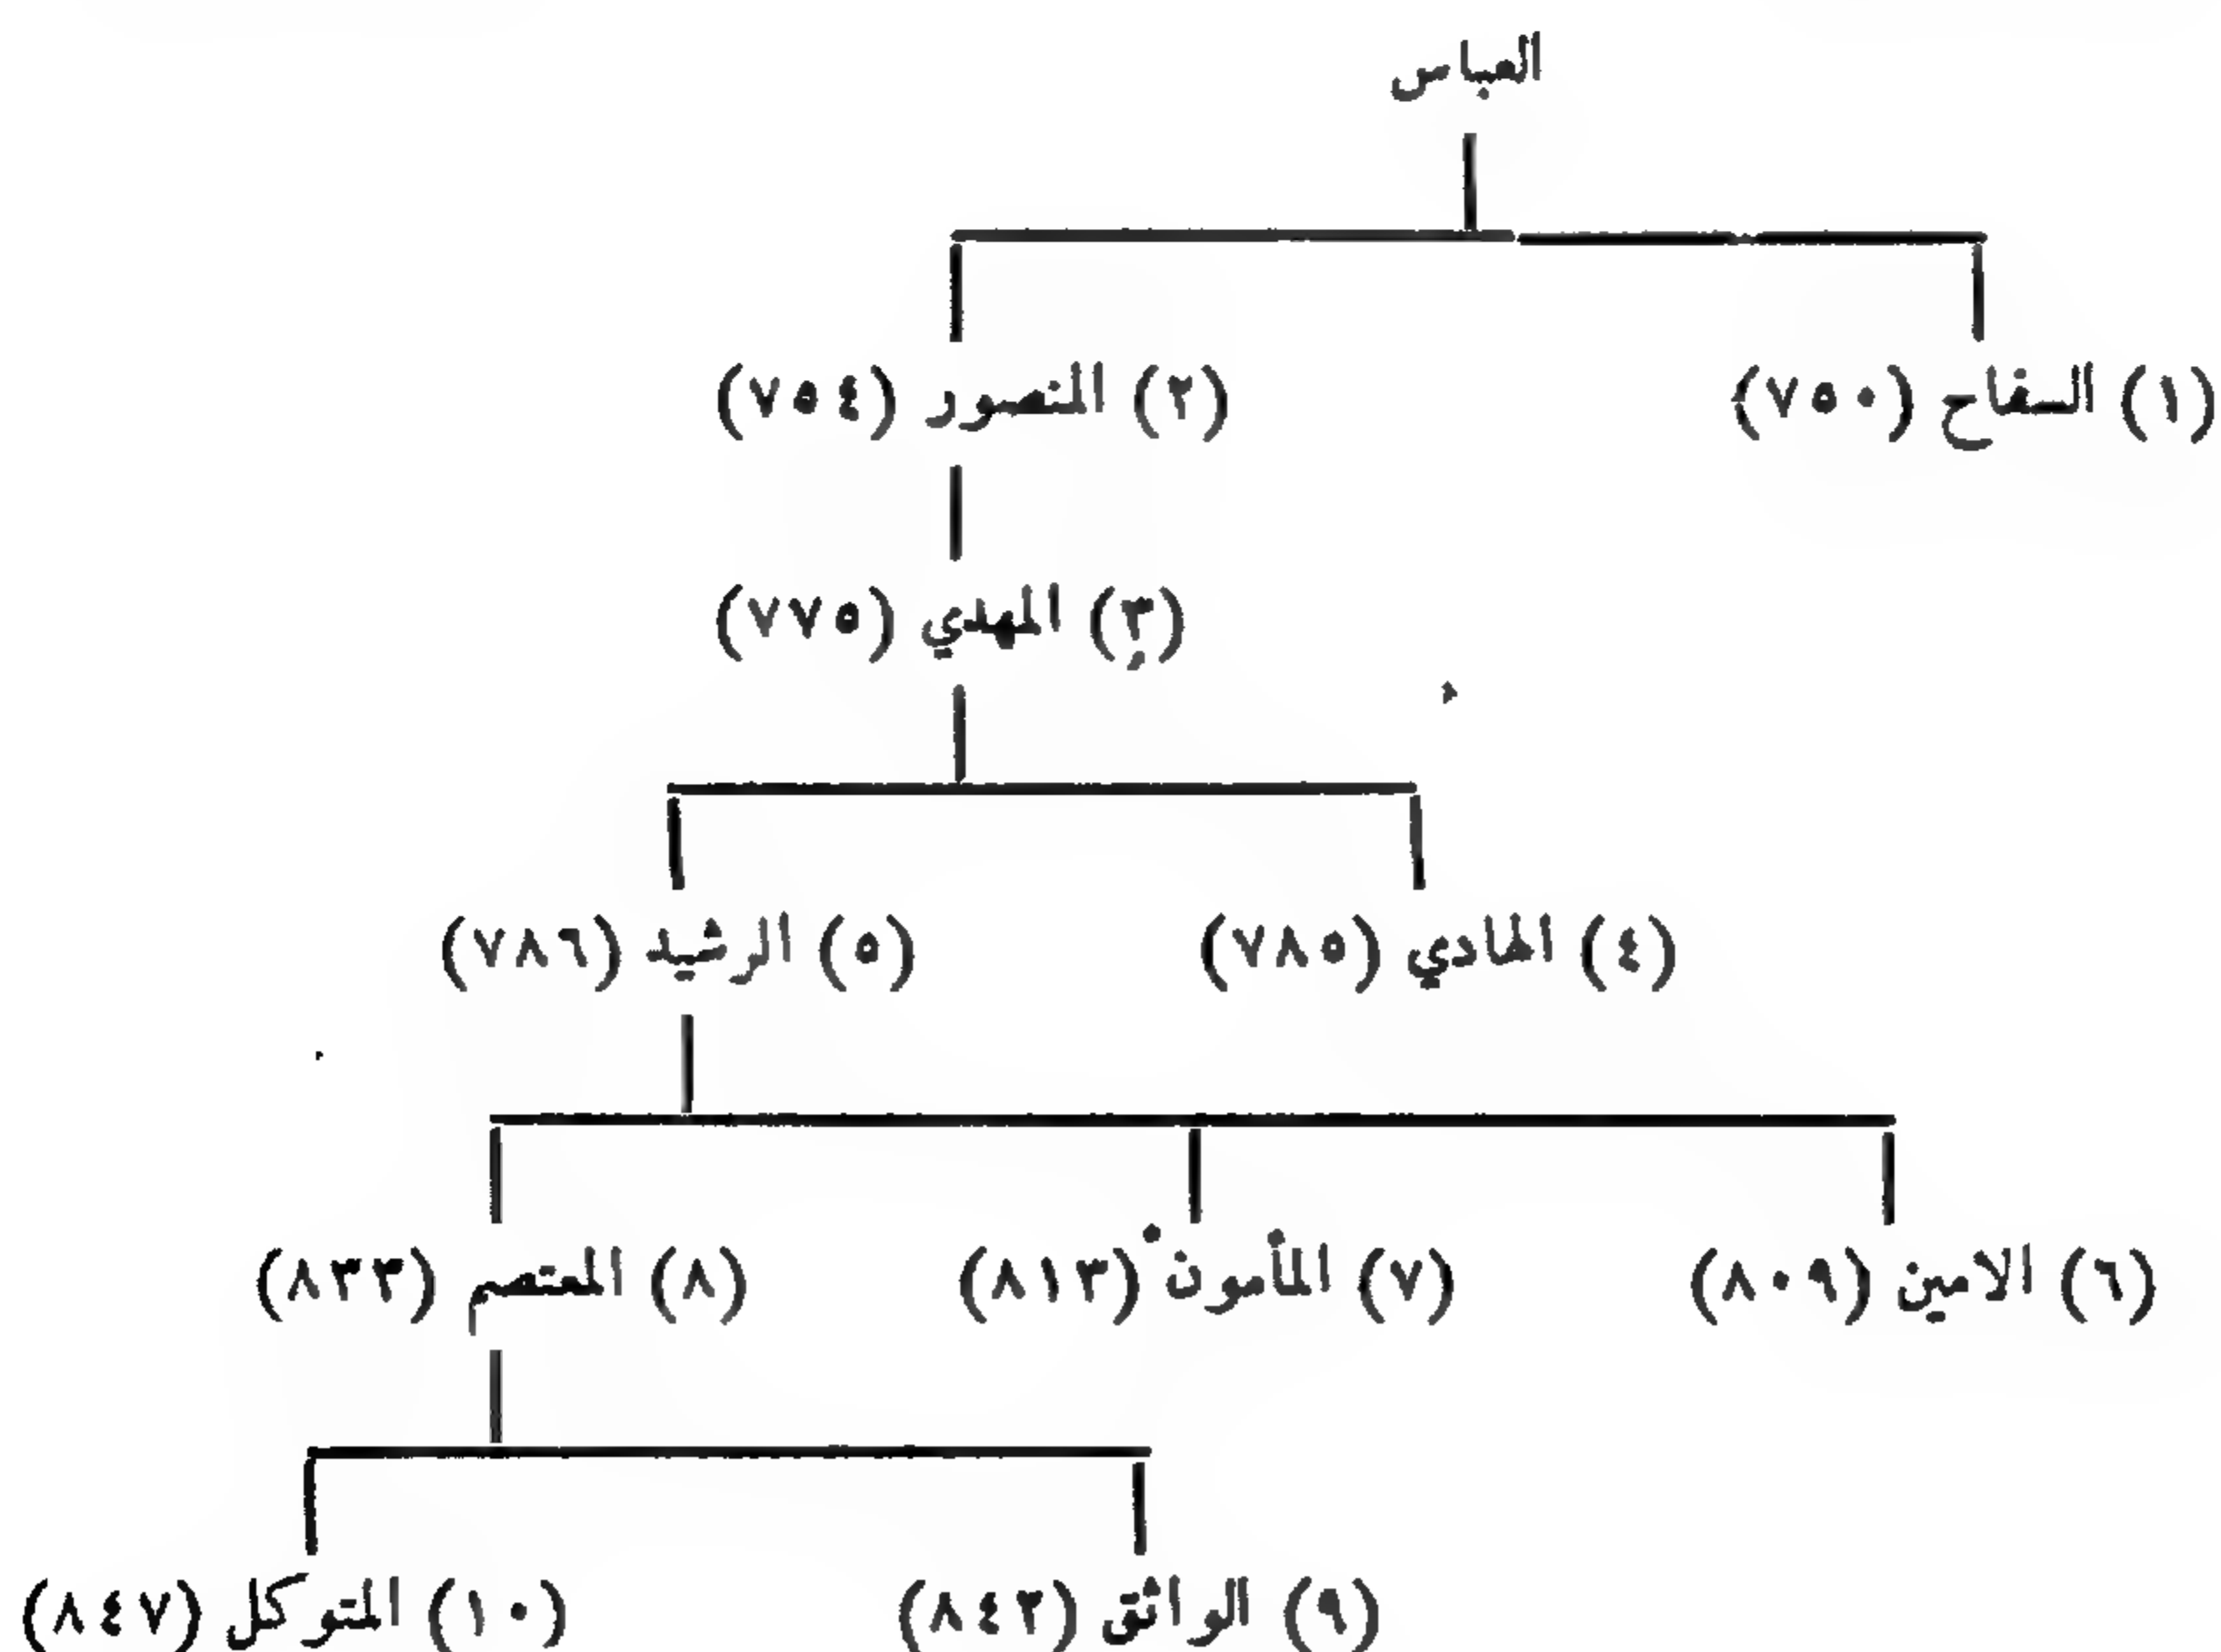 العباس
(١) السفاح (٧٥٠) (٢) المنصور (٧٥٤)
(٣) المهدي (٧٧٥)
(٤) الهادي (٧٨٥) (٥) الرشيد (٧٨٦)
(٦) الامين (٨٠٩) (٧) المأمون (٨١٣) (٨) المعتصم (٨٣٣)
(٩) الواثق (٨٤٢) (١٠) المتوكل (٨٤٧)